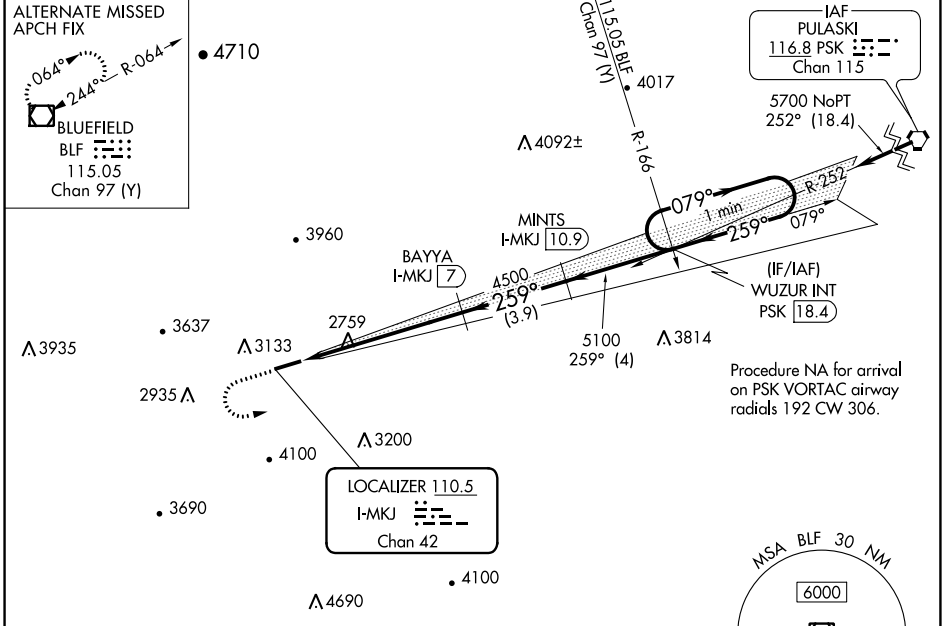 ALTERNATE MISSED
APCH FIX
064°
244°
R-064
BLUEFIELD
BLF
115.05
Chan 97 (Y)
4710
115.05 BLF
Chan 97 (Y)
4017
R-166
4092±
IAF
PULASKI
116.8 PSK
Chan 115
5700 NoPT
252° (18.4)
R-252
079°
1 min
259°
079°
MINTS
I-MKJ 10.9
BAYYA
I-MKJ 7
3960
4500
259°
(3.9)
(IF/IAF)
WUZUR INT
PSK 18.4
5100
259° (4)
3814
3637
2759
3935
3133
2935
Procedure NA for arrival
on PSK VORTAC airway
radials 192 CW 306.
3200
4100
LOCALIZER 110.5
I-MKJ
Chan 42
3690
4100
4690
MSA BLF 30 NM
6000